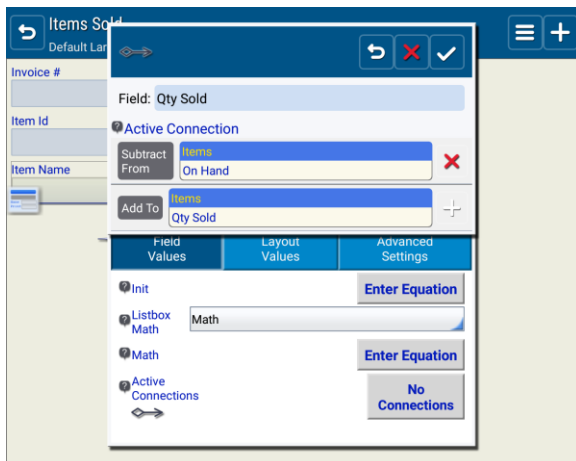 Items So
Default Lar
Invoice #
Item Id
Item Name
Field: Qty Sold
? Active Connection
Subtract
From
Items
On Hand
Add To
Items
Qty Sold
Field
Values
Layout
Values
Advanced
Settings
? Init
Enter Equation
? Listbox
Math
Math
? Math
Enter Equation
? Active
Connections
No
Connections